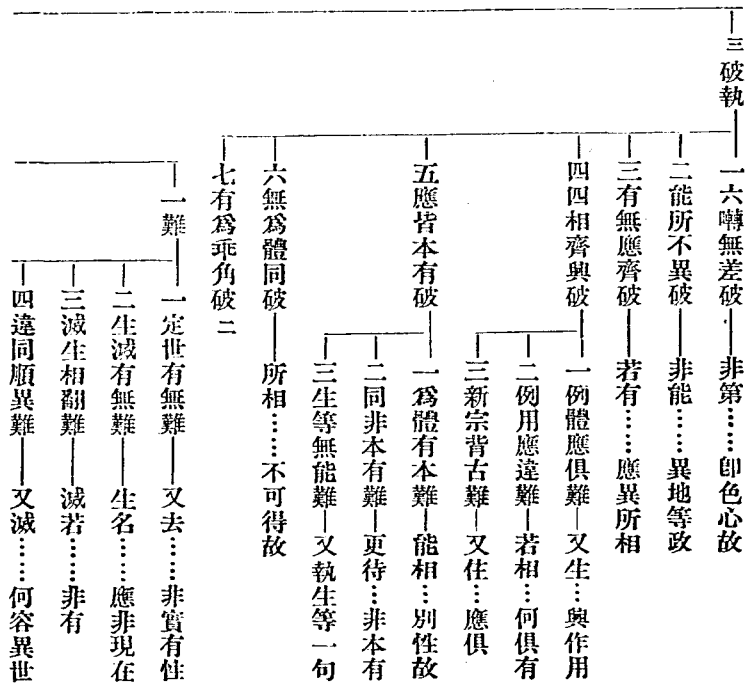 三破執
一六囀無差破 非第……卽色心故
二能所不異破 非能……異地等政
三有無應齊破 若有……應異所相
四四相齊興破
一例體應俱難 又生…興作用
二例用應違難 若相…何俱有
三新宗背古難 又住…應俱
五應皆本有破
一爲體有本難 能相…別性故
二同非本有難 更待…非本有
三生等無能難 又執生等一句
六無爲體同破 所相……不可得故
七有爲乖角破 二
一難
一定世有無難 又去……非實有性
二生滅有無難 生名……應非現在
三滅生相翻難 滅若……非有
四違同順異難 又滅……何容異世